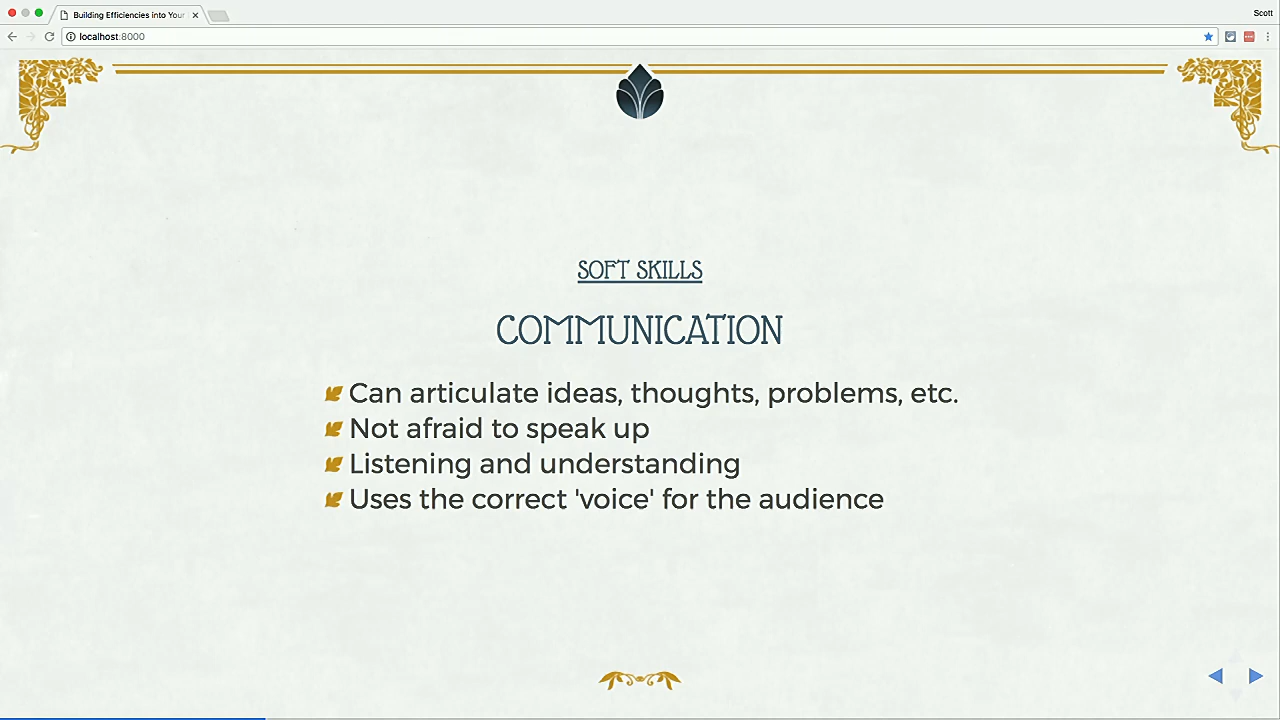 Building Efficiencies into Your
Scott
localhost:8000
SOFT SKILLS
COMMUNICATION
Can articulate ideas, thoughts, problems, etc.
Not afraid to speak up
Listening and understanding
Uses the correct 'voice' for the audience